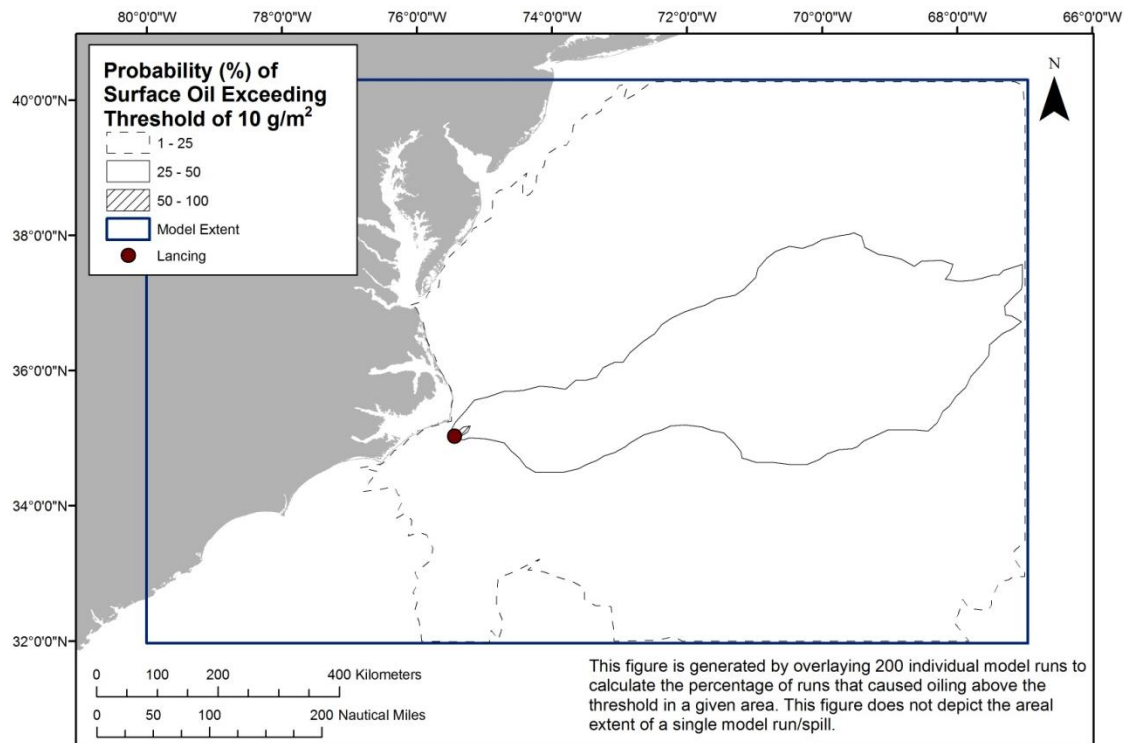 80°0'0"W 78°0'0"W 76°0'0"W 74°0'0"W 72°0'0"W 70°0'0"W 68°0'0"W 66°0'0"W
Probability (%) of
Surface Oil Exceeding
Threshold of 10 g/m²
1 - 25
25 - 50
50 - 100
Model Extent
Lancing
N
40°0'0"N
38°0'0"N
36°0'0"N
34°0'0"N
32°0'0"N
0 100 200 400 Kilometers
0 50 100 200 Nautical Miles
This figure is generated by overlaying 200 individual model runs to
calculate the percentage of runs that caused oiling above the
threshold in a given area. This figure does not depict the areal
extent of a single model run/spill.